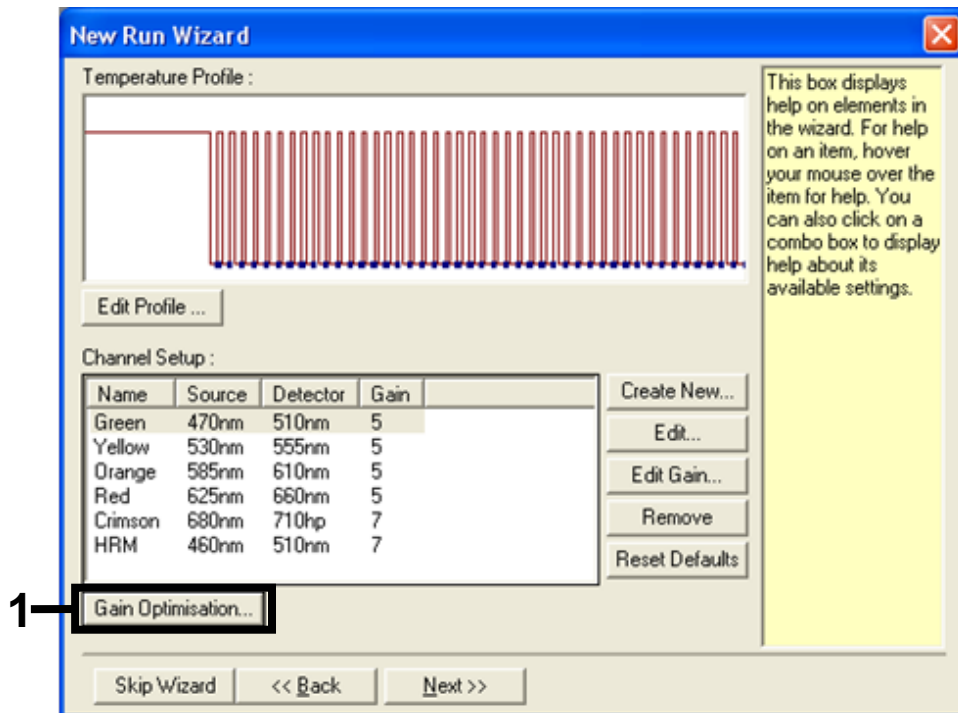 New Run Wizard
Temperature Profile :
This box displays
help on elements in
the wizard. For help
on an item, hover
your mouse over the
item for help. You
can also click on a
combo box to display
help about its
available settings.
Edit Profile ...
Channel Setup :
Name Source Detector Gain
Green 470nm 510nm 5
Yellow 530nm 555nm 5
Orange 585nm 610nm 5
Red 625nm 660nm 5
Crimson 680nm 710hp 7
HRM 460nm 510nm 7
Create New...
Edit...
Edit Gain...
Remove
Reset Defaults
1
Gain Optimisation...
Skip Wizard << Back Next >>